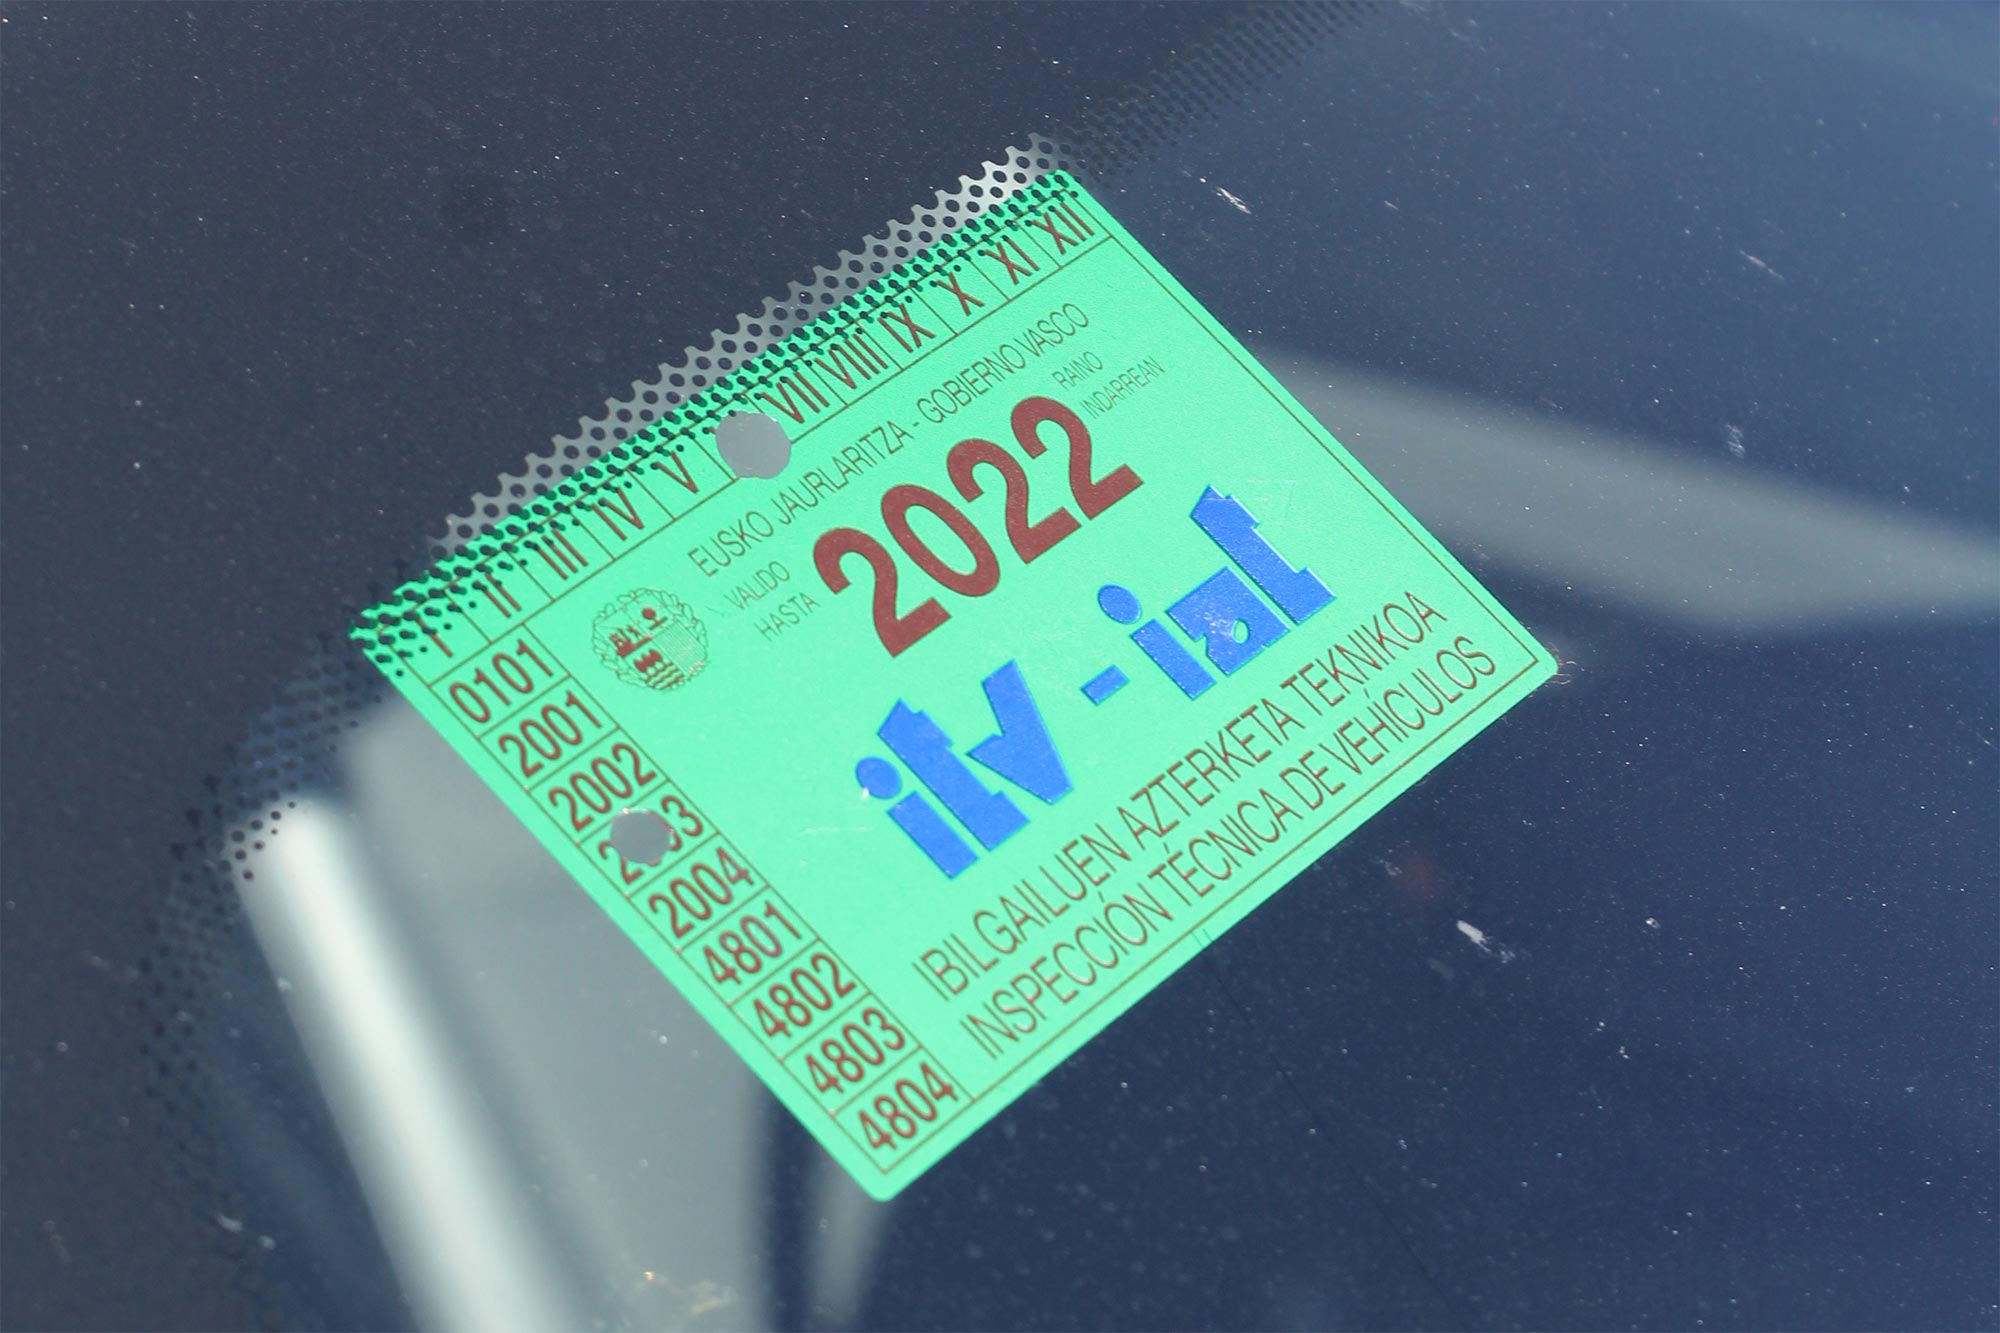 I II III IV V VII VIII IX X XI XII
EUSKO JAURLARITZA - GOBIERNO VASCO
VALIDO
HASTA
2022
RAINO
INDARREAN
itv - iat
IBILGAILUEN AZTERKETA TEKNIKOA
INSPECCIÓN TÉCNICA DE VEHÍCULOS
0101
2001
2002
2003
2004
4801
4802
4803
4804